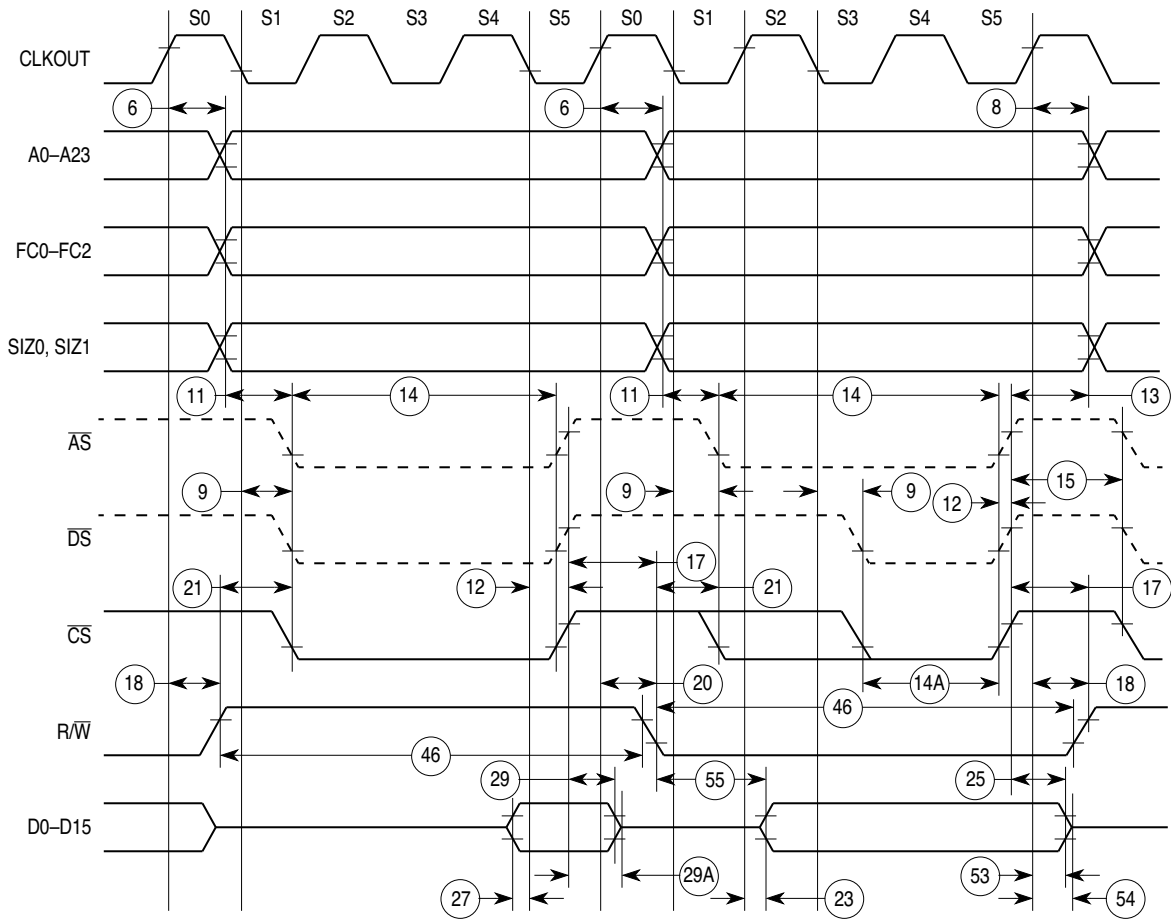 S0 S1 S2 S3 S4 S5 S0 S1 S2 S3 S4 S5
CLKOUT
6 6 8
A0–A23
FC0–FC2
SIZ0, SIZ1
11 14 11 14 13
AS
9 9 9 12 15
DS
21 12 17 21 17
CS
18 20 14A 18
R/W
46 46
29 55 25
D0–D15
27 29A 23 53 54